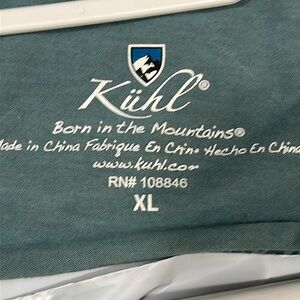 Kühl®
Born in the Mountains®
Made in China Fabrique En Chine Hecho En China
www.kuhl.com
RN# 108846
XL